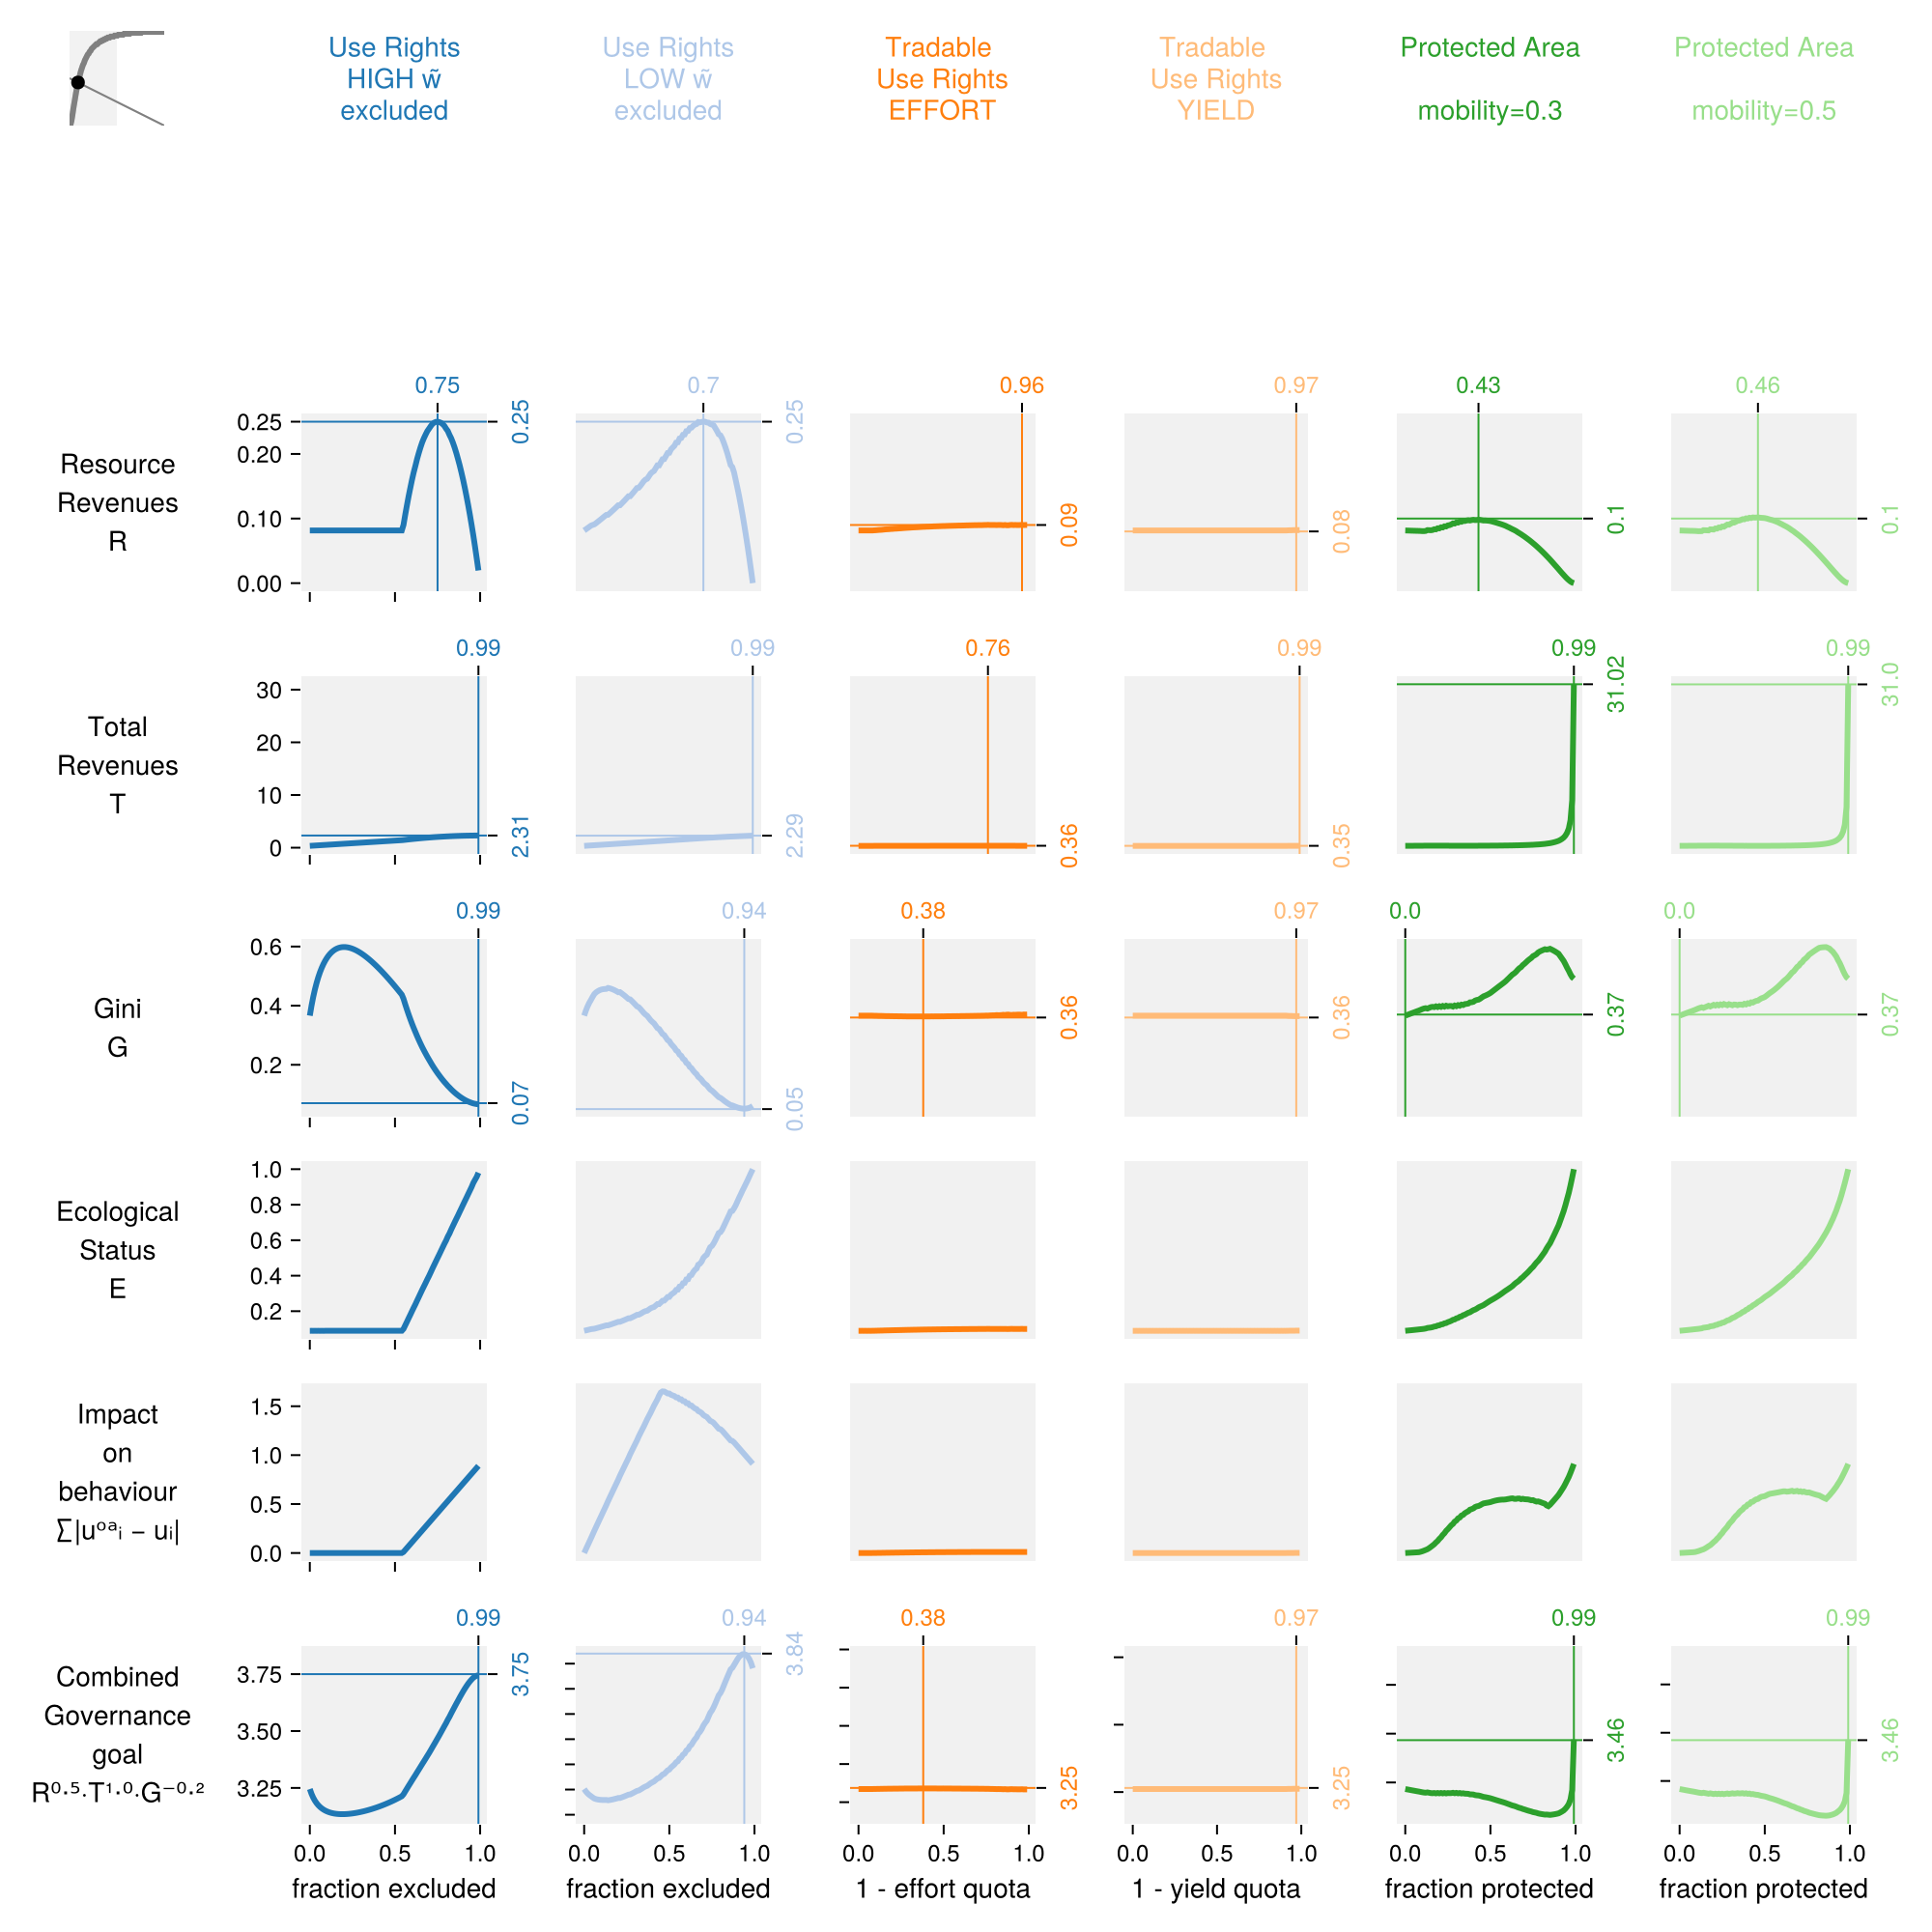 Use Rights
HIGH w̃
excluded
Use Rights
LOW w̃
excluded
Tradable
Use Rights
EFFORT
Tradable
Use Rights
YIELD
Protected Area
mobility=0.3
Protected Area
mobility=0.5
Resource
Revenues
R
0.75
0.25
0.25
0.20
0.10
0.00
0.7
0.25
0.96
0.09
0.97
0.08
0.43
0.1
0.46
0.1
Total
Revenues
T
0.99
2.31
30
20
10
0
0.99
2.29
0.76
0.36
0.99
0.35
0.99
31.02
0.99
31.0
Gini
G
0.99
0.07
0.6
0.4
0.2
0.94
0.05
0.38
0.36
0.97
0.36
0.0
0.37
0.0
0.37
Ecological
Status
E
1.0
0.8
0.6
0.4
0.2
Impact
on
behaviour
∑|uᵒᵃᵢ − uᵢ|
1.5
1.0
0.5
0.0
Combined
Governance
goal
R⁰·⁵·T¹·⁰·G⁻⁰·²
0.99
3.75
3.75
3.50
3.25
0.94
3.84
0.38
3.25
0.97
3.25
0.99
3.46
0.99
3.46
0.0 0.5 1.0
fraction excluded
0.0 0.5 1.0
fraction excluded
0.0 0.5 1.0
1 - effort quota
0.0 0.5 1.0
1 - yield quota
0.0 0.5 1.0
fraction protected
0.0 0.5 1.0
fraction protected